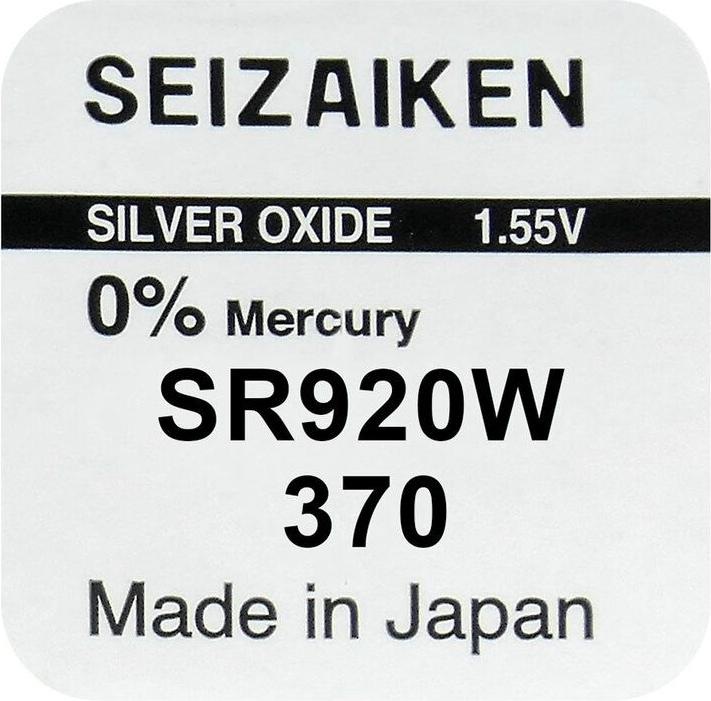 SEIZAIKEN
SILVER OXIDE 1.55V
0% Mercury
SR920W
370
Made in Japan